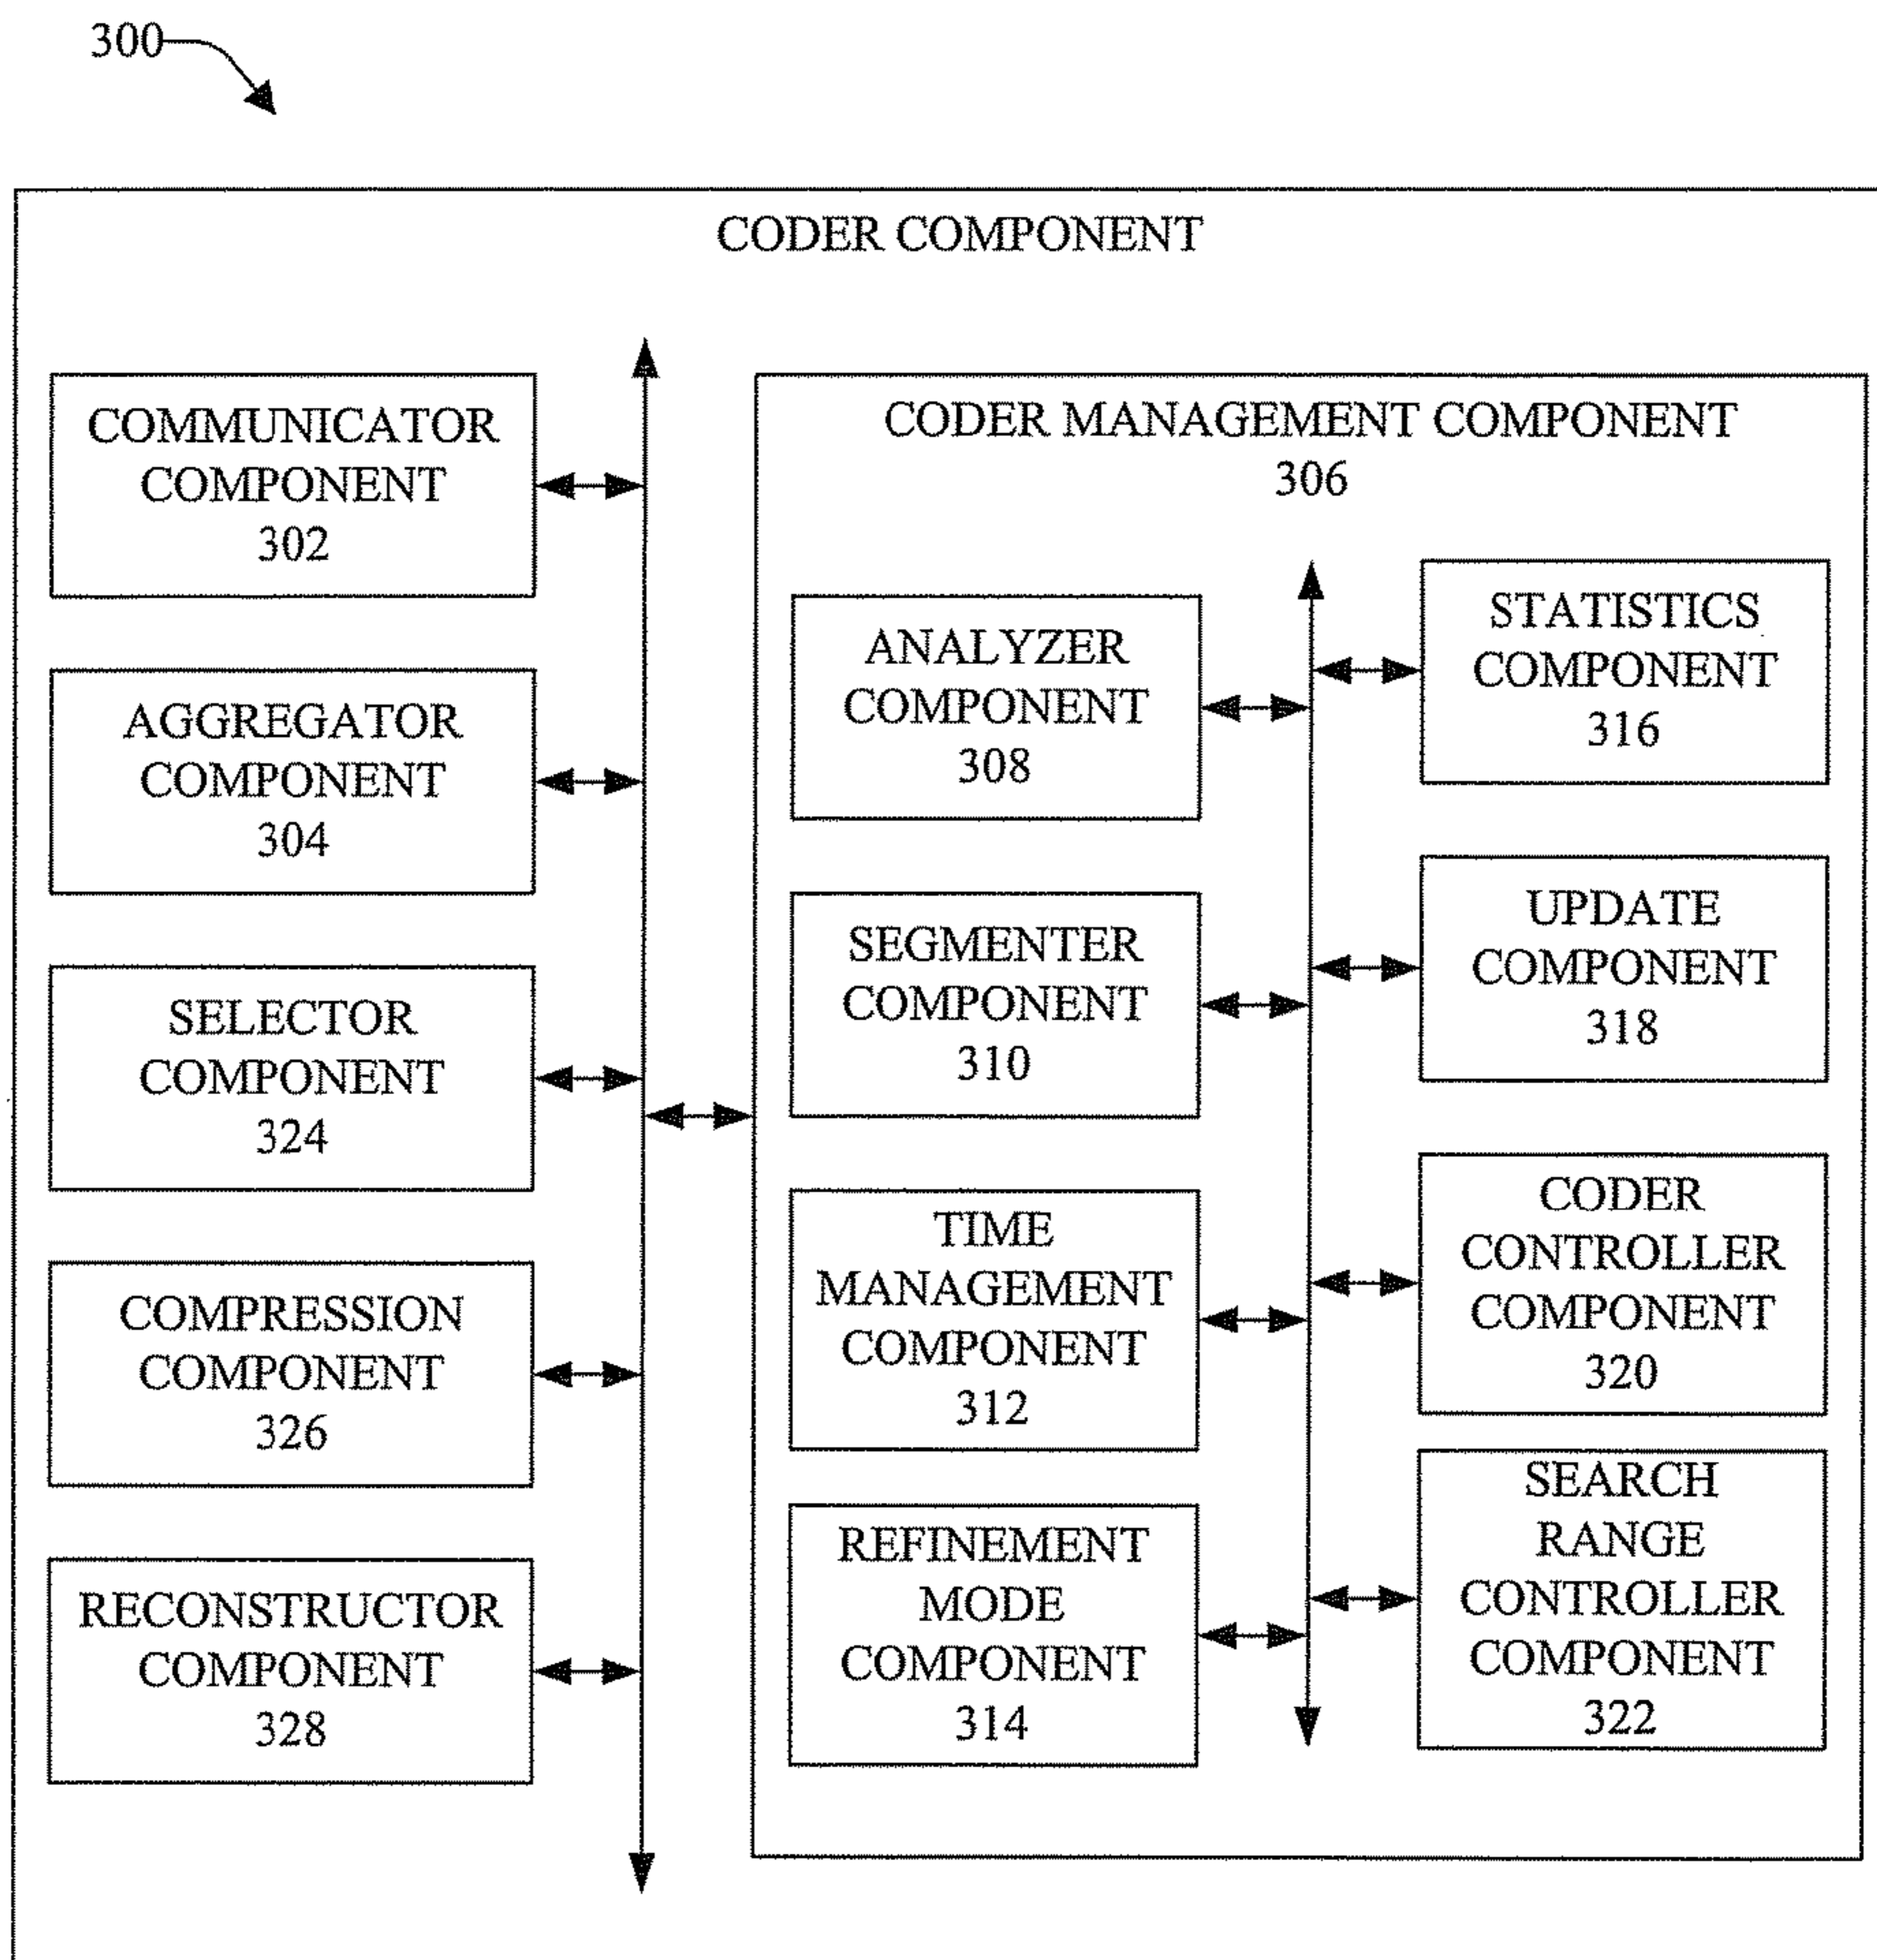 300
CODER COMPONENT
COMMUNICATOR
COMPONENT
302
AGGREGATOR
COMPONENT
304
SELECTOR
COMPONENT
324
COMPRESSION
COMPONENT
326
RECONSTRUCTOR
COMPONENT
328
CODER MANAGEMENT COMPONENT
306
ANALYZER
COMPONENT
308
SEGMENTER
COMPONENT
310
TIME
MANAGEMENT
COMPONENT
312
REFINEMENT
MODE
COMPONENT
314
STATISTICS
COMPONENT
316
UPDATE
COMPONENT
318
CODER
CONTROLLER
COMPONENT
320
SEARCH
RANGE
CONTROLLER
COMPONENT
322